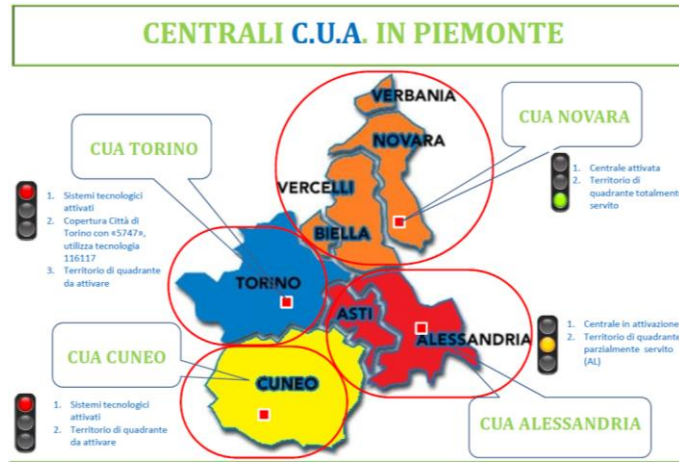 CENTRALI C.U.A. IN PIEMONTE
VERBANIA
CUA NOVARA
NOVARA
CUA TORINO
1. Centrale attivata
2. Territorio di
quadrante totalmente
servito
VERCELLI
1. Sistemi tecnologici
attivati
2. Copertura Città di
Torino con «5747»,
utilizza tecnologia
116117
3. Territorio di quadrante
da attivare
BIELLA
TORINO
ASTI
ALESSANDRIA
1. Centrale in attivazione
2. Territorio di quadrante
parzialmente servito
(AL)
CUA CUNEO
CUNEO
1. Sistemi tecnologici
attivati
2. Territorio di quadrante
da attivare
CUA ALESSANDRIA